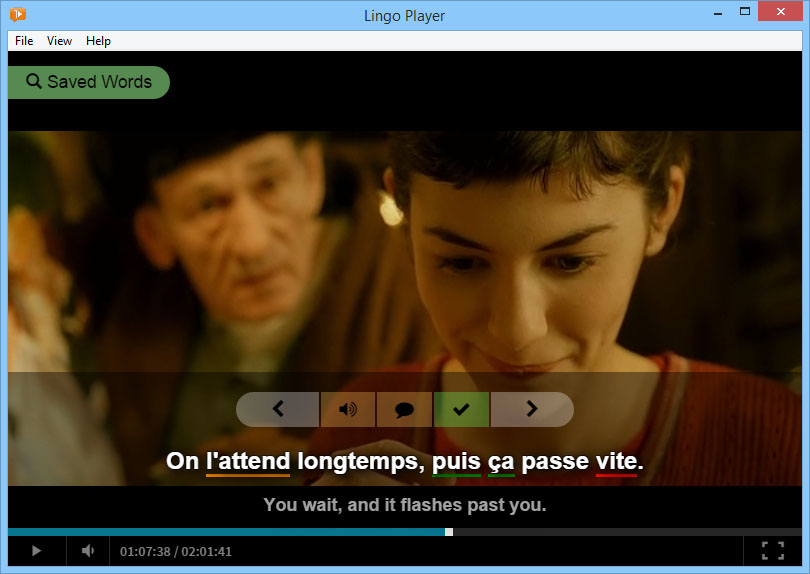 Lingo Player
File View Help
Saved Words
On l'attend longtemps, puis ça passe vite.
You wait, and it flashes past you.
01:07:38 / 02:01:41